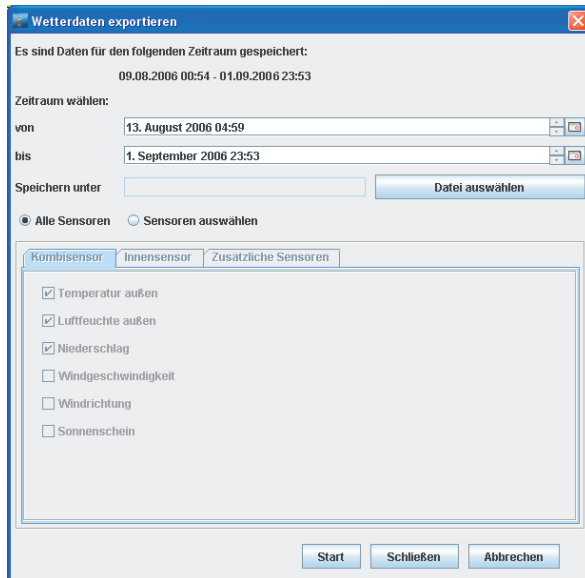 Wetterdaten exportieren
Es sind Daten für den folgenden Zeitraum gespeichert:
09.08.2006 00:54 - 01.09.2006 23:53
Zeitraum wählen:
von 13. August 2006 04:59
bis 1. September 2006 23:53
Speichern unter Datei auswählen
Alle Sensoren Sensoren auswählen
Kombisensor Innensensor Zusätzliche Sensoren
Temperatur außen
Luftfeuchte außen
Niederschlag
Windgeschwindigkeit
Windrichtung
Sonnenschein
Start Schließen Abbrechen